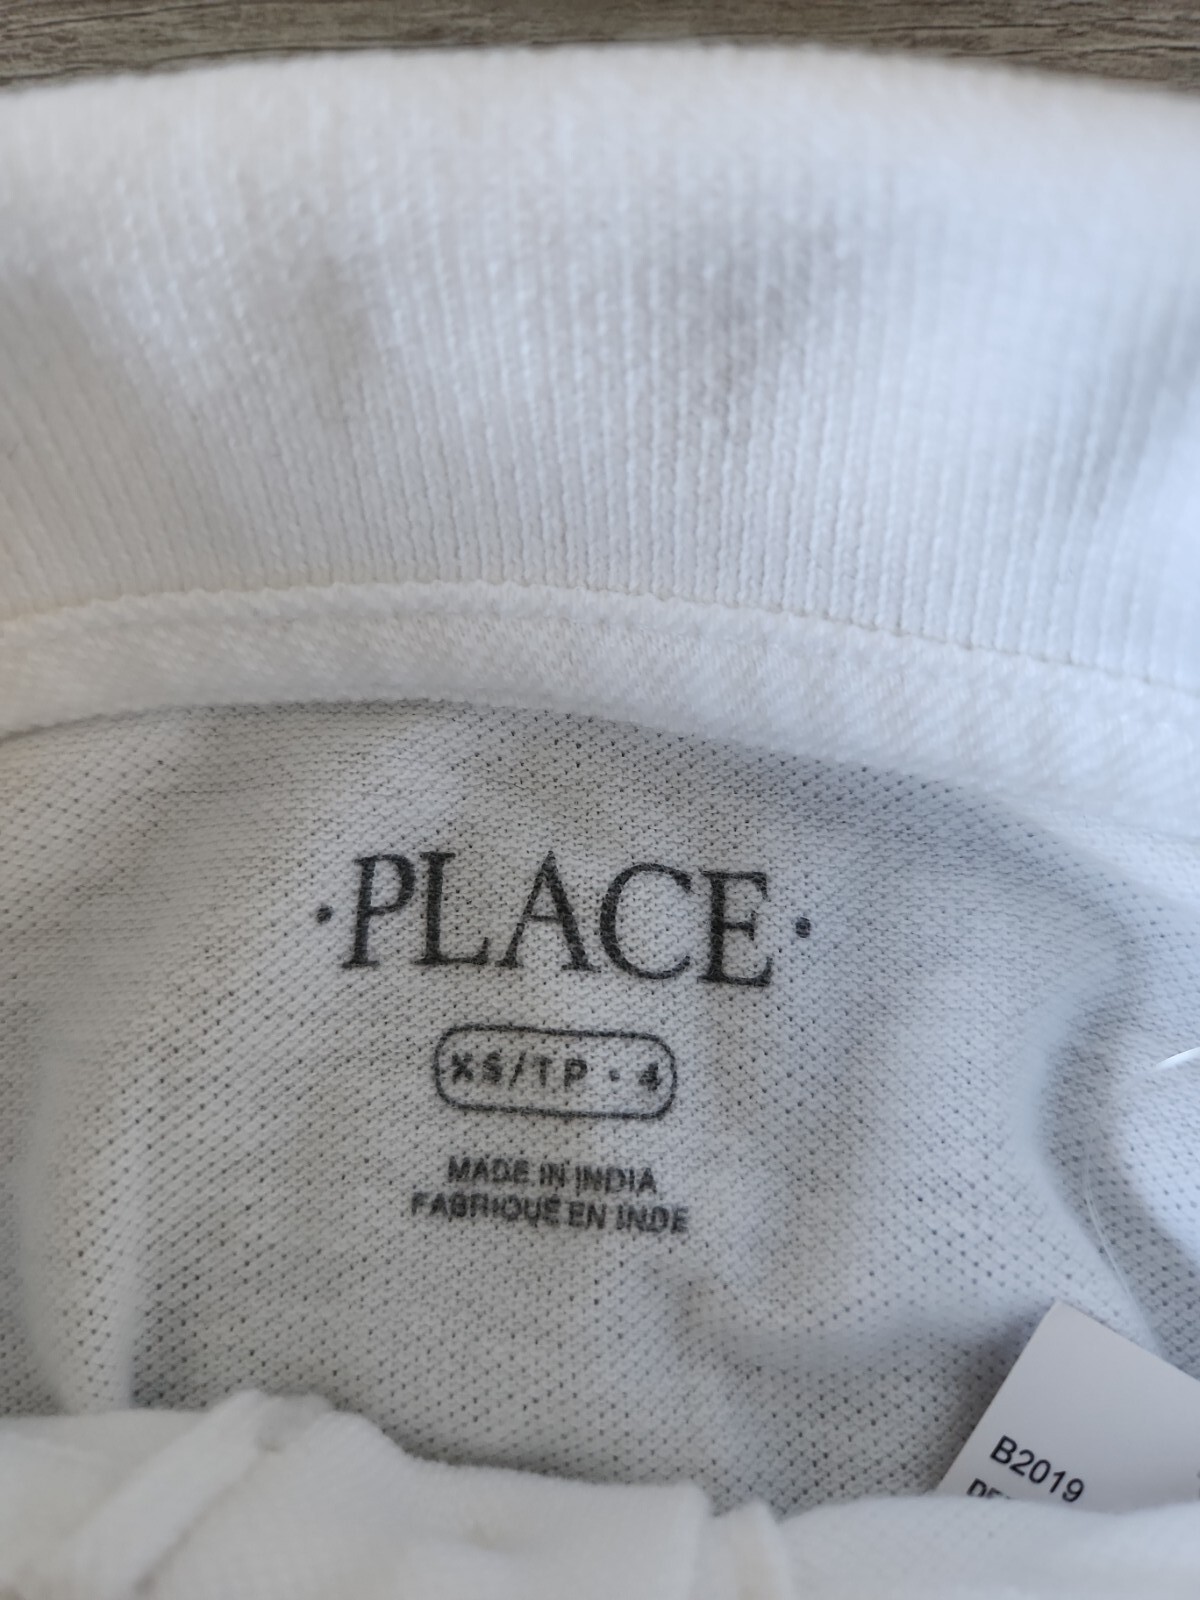 ·PLACE·
XS/TP · 4
MADE IN INDIA
FABRIQUÉ EN INDE
B2019